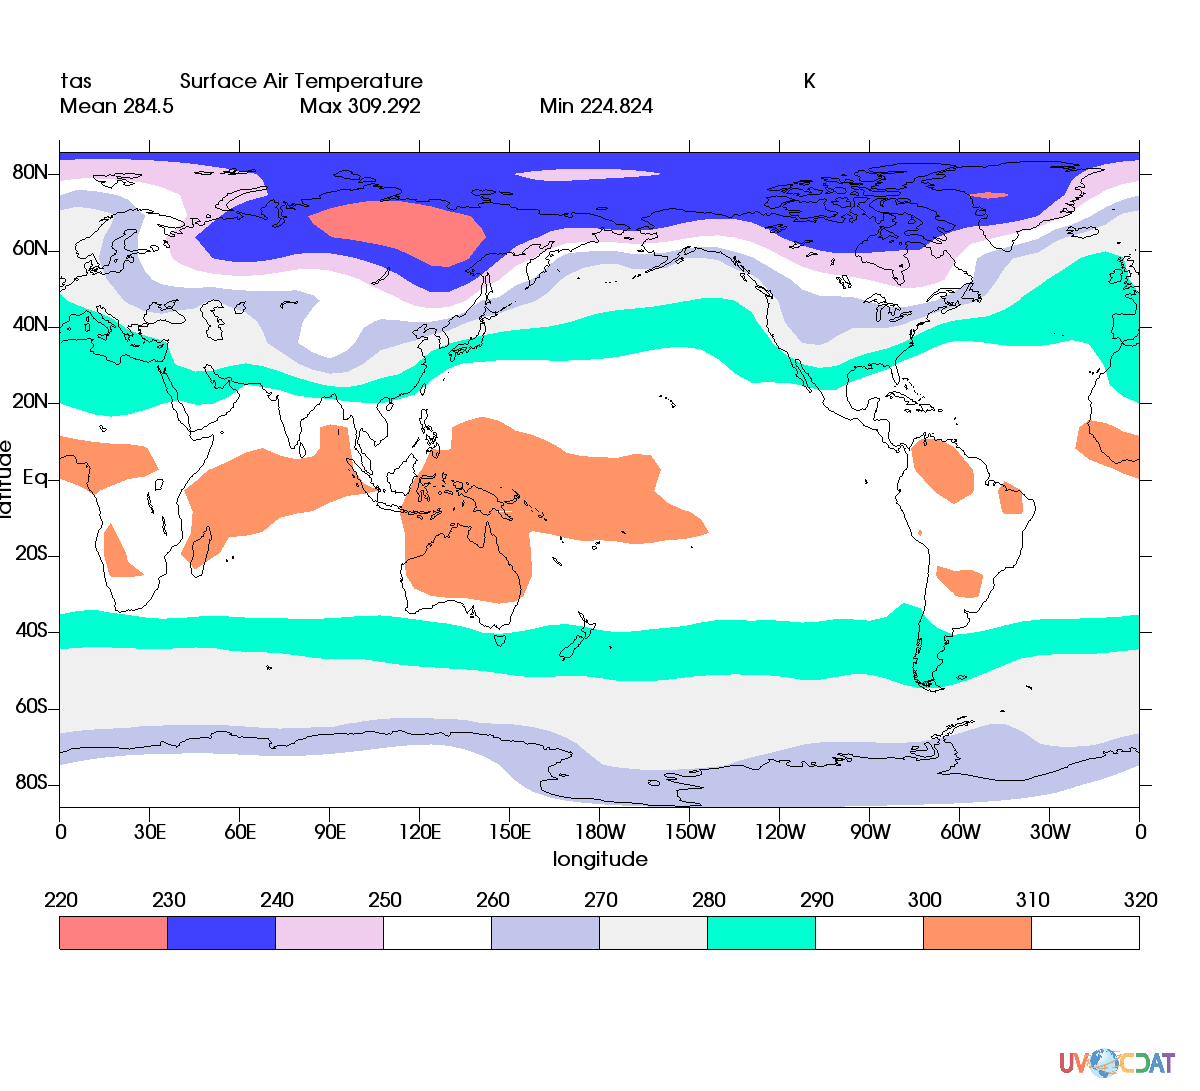 tas Surface Air Temperature K
Mean 284.5 Max 309.292 Min 224.824
80N
60N
40N
20N
Eq
20S
40S
60S
80S
latitude
0 30E 60E 90E 120E 150E 180W 150W 120W 90W 60W 30W 0
longitude
220 230 240 250 260 270 280 290 300 310 320
UV CDAT